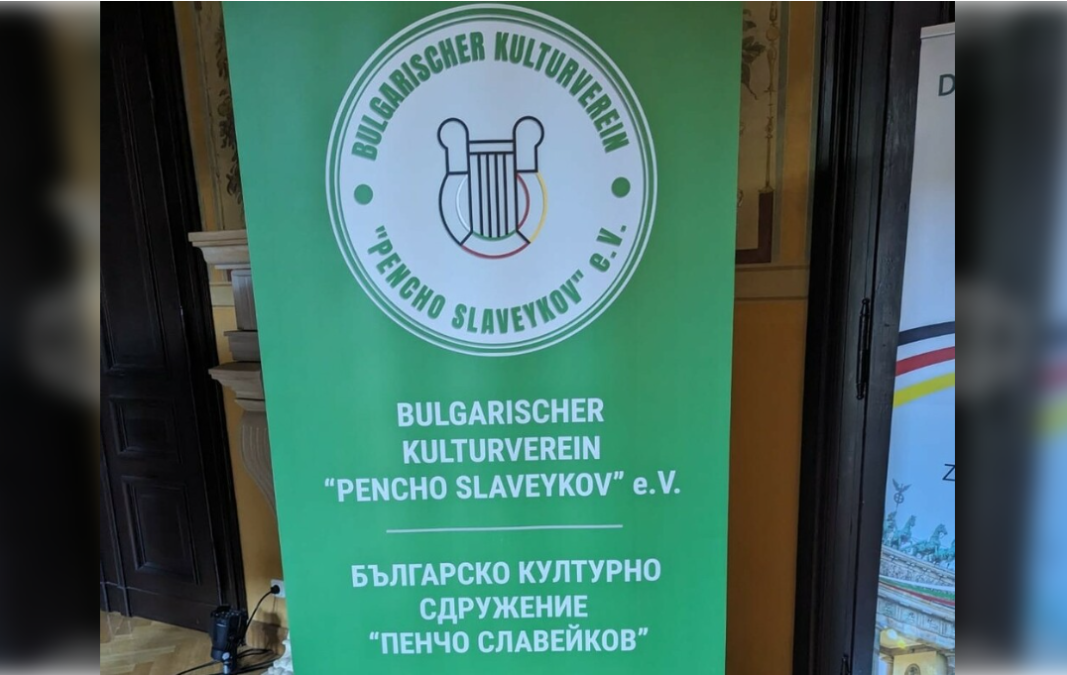 BULGARISCHER KULTURVEREIN
"PENCHO SLAVEYKOV" e.V.
BULGARISCHER
KULTURVEREIN
“PENCHO SLAVEYKOV” e.V.
БЪЛГАРСКО КУЛТУРНО
СДРУЖЕНИЕ
“ПЕНЧО СЛАВЕЙКОВ”